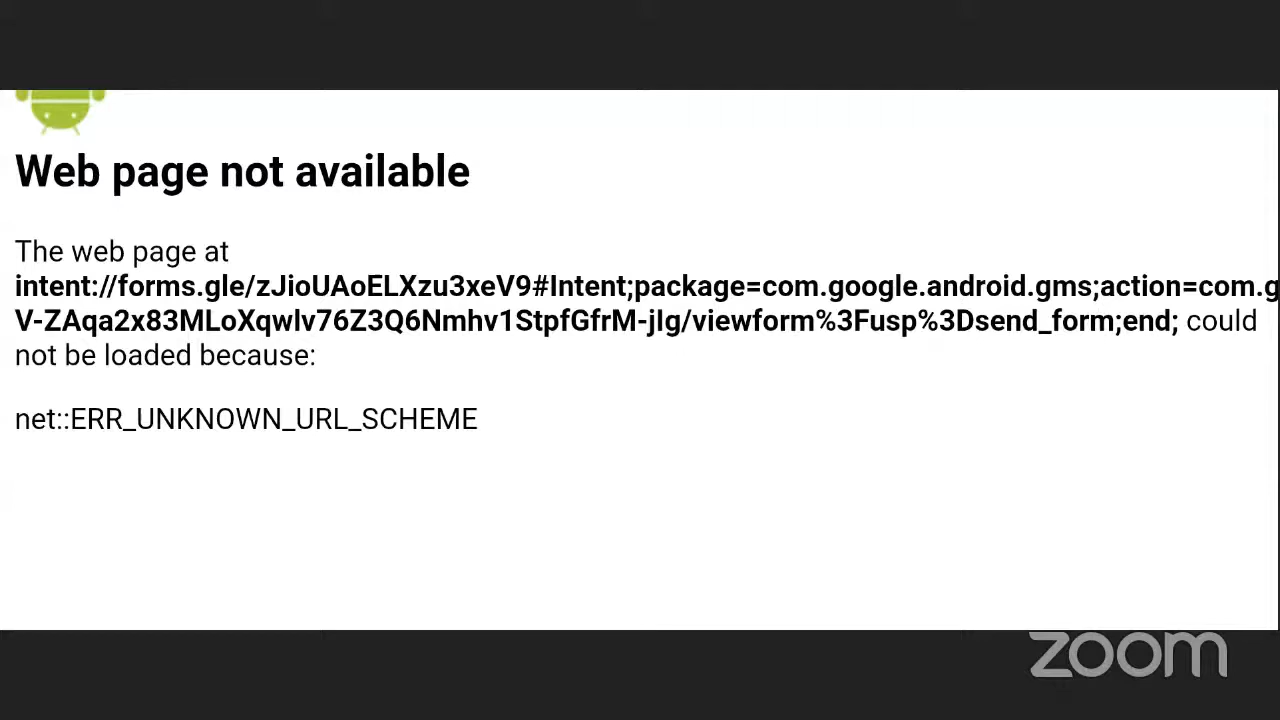 Web page not available
The web page at
intent://forms.gle/zJioUAoELXzu3xeV9#Intent;package=com.google.android.gms;action=com.g
V-ZAqa2x83MLoXqwlv76Z3Q6Nmhv1StpfGfrM-jIg/viewform%3Fusp%3Dsend_form;end; could
not be loaded because:
net::ERR_UNKNOWN_URL_SCHEME
zoom